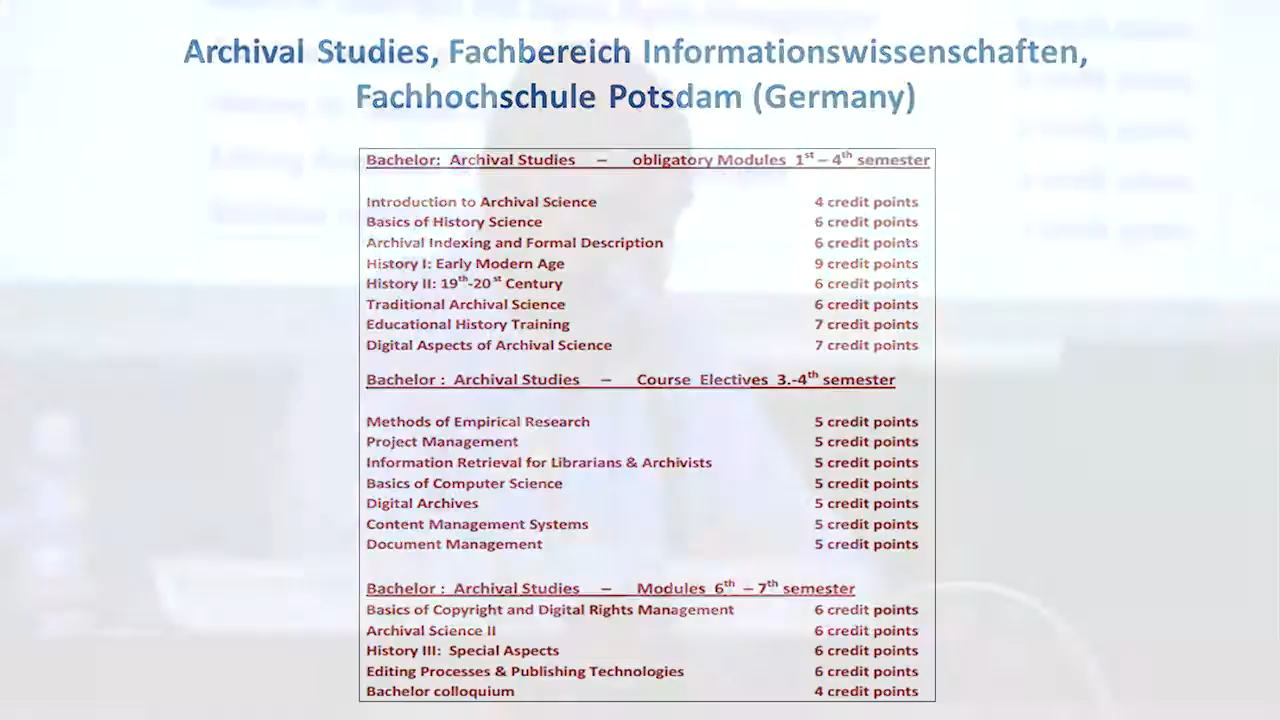 Archival Studies, Fachbereich Informationswissenschaften,
Fachhochschule Potsdam (Germany)
Bachelor: Archival Studies – obligatory Modules 1st – 4th semester
Introduction to Archival Science 4 credit points
Basics of History Science 6 credit points
Archival Indexing and Formal Description 6 credit points
History I: Early Modern Age 9 credit points
History II: 19th-20st Century 6 credit points
Traditional Archival Science 6 credit points
Educational History Training 7 credit points
Digital Aspects of Archival Science 7 credit points
Bachelor : Archival Studies – Course Electives 3.-4th semester
Methods of Empirical Research 5 credit points
Project Management 5 credit points
Information Retrieval for Librarians & Archivists 5 credit points
Basics of Computer Science 5 credit points
Digital Archives 5 credit points
Content Management Systems 5 credit points
Document Management 5 credit points
Bachelor : Archival Studies – Modules 6th – 7th semester
Basics of Copyright and Digital Rights Management 6 credit points
Archival Science II 6 credit points
History III: Special Aspects 6 credit points
Editing Processes & Publishing Technologies 6 credit points
Bachelor colloquium 4 credit points